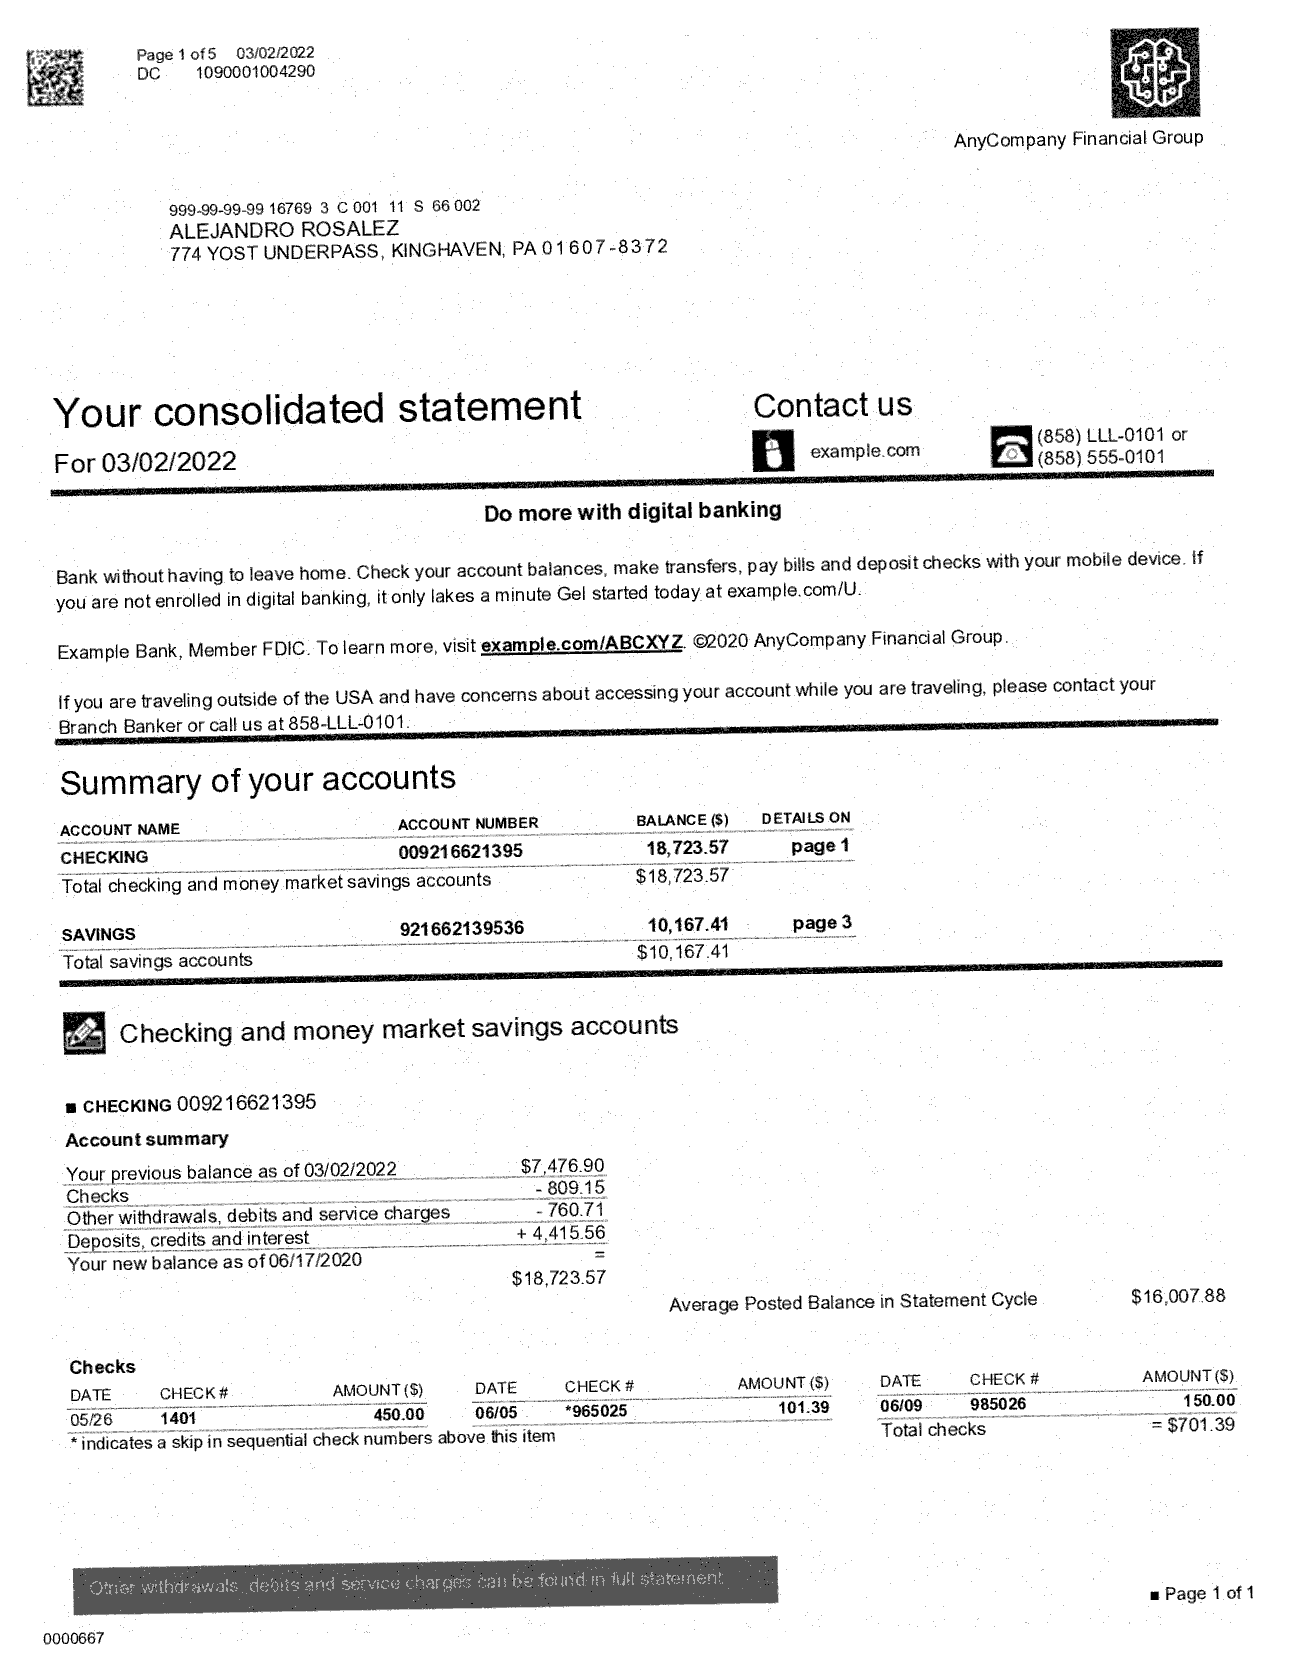 Page 1 of 5 03/02/2022
DC 1090001004290
AnyCompany Financial Group
999-99-99-99 16769 3 C 001 11 S 66 002
ALEJANDRO ROSALEZ
774 YOST UNDERPASS, KINGHAVEN, PA 01607-8372
Your consolidated statement
For 03/02/2022
Contact us
example.com
(858) LLL-0101 or
(858) 555-0101
Do more with digital banking
Bank without having to leave home. Check your account balances, make transfers, pay bills and deposit checks with your mobile device. If
you are not enrolled in digital banking, it only lakes a minute Gel started today at example.com/U.
Example Bank, Member FDIC. To learn more, visit example.com/ABCXYZ. ©2020 AnyCompany Financial Group.
If you are traveling outside of the USA and have concerns about accessing your account while you are traveling, please contact your
Branch Banker or call us at 858-LLL-0101.
Summary of your accounts
ACCOUNT NAME ACCOUNT NUMBER BALANCE ($) DETAILS ON
CHECKING 009216621395 18,723.57 page 1
Total checking and money market savings accounts $18,723.57
SAVINGS 921662139536 10,167.41 page 3
Total savings accounts $10,167.41
Checking and money market savings accounts
■ CHECKING 009216621395
Account summary
Your previous balance as of 03/02/2022 $7,476.90
Checks - 809.15
Other withdrawals, debits and service charges - 760.71
Deposits, credits and interest + 4,415.56
Your new balance as of 06/17/2020 =
$18,723.57
Average Posted Balance in Statement Cycle $16,007.88
Checks
DATE CHECK # AMOUNT ($) DATE CHECK # AMOUNT ($) DATE CHECK # AMOUNT ($)
05/26 1401 450.00 06/05 *965025 101.39 06/09 985026 150.00
* indicates a skip in sequential check numbers above this item Total checks = $701.39
Other withdrawals, debits and service charges can be found in full statement
■ Page 1 of 1
0000667